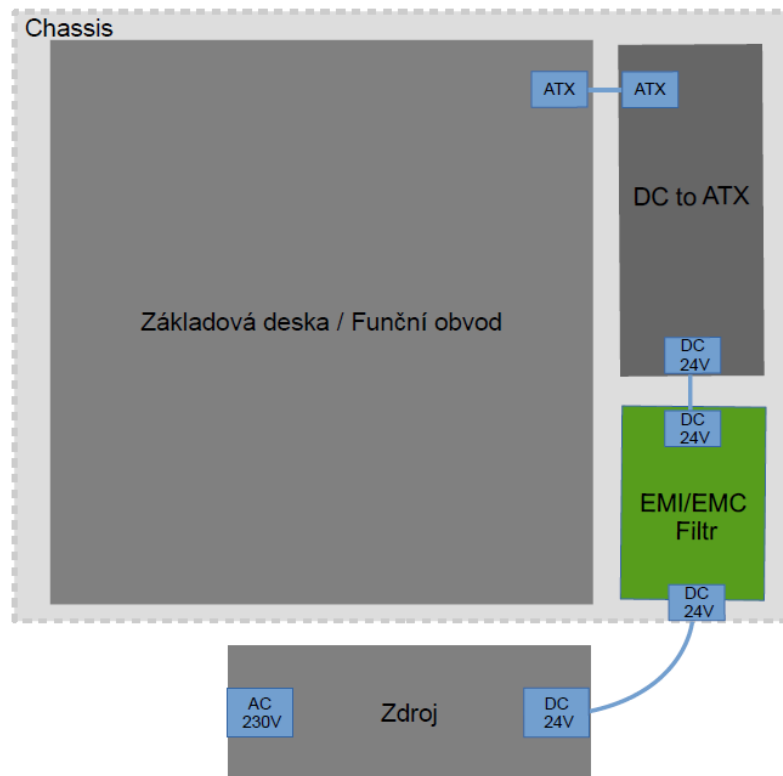 Chassis
ATX
ATX
DC to ATX
Základová deska / Funční obvod
DC
24V
DC
24V
EMI/EMC
Filtr
DC
24V
AC
230V
Zdroj
DC
24V